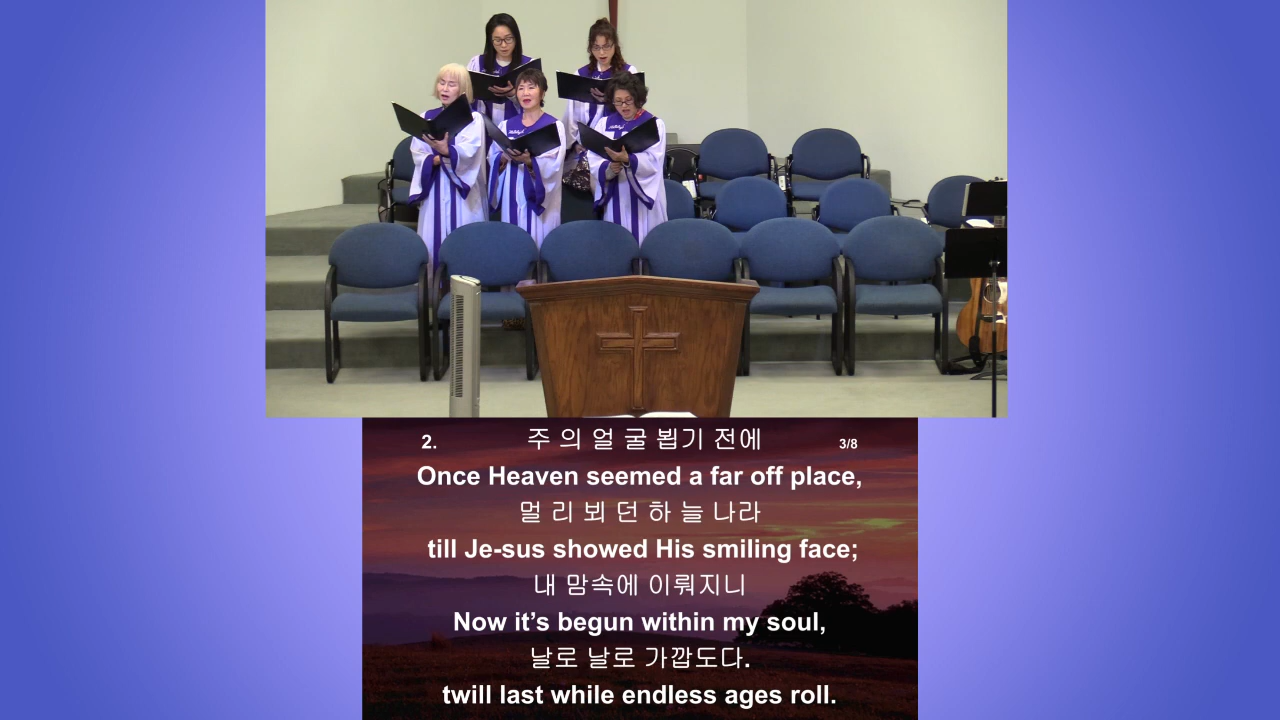 2. 주 의 얼 굴 뵙기 전에 3/8
Once Heaven seemed a far off place,
멀 리 뵈 던 하 늘 나라
till Je-sus showed His smiling face;
내 맘속에 이뤄지니
Now it’s begun within my soul,
날로 날로 가깝도다.
twill last while endless ages roll.